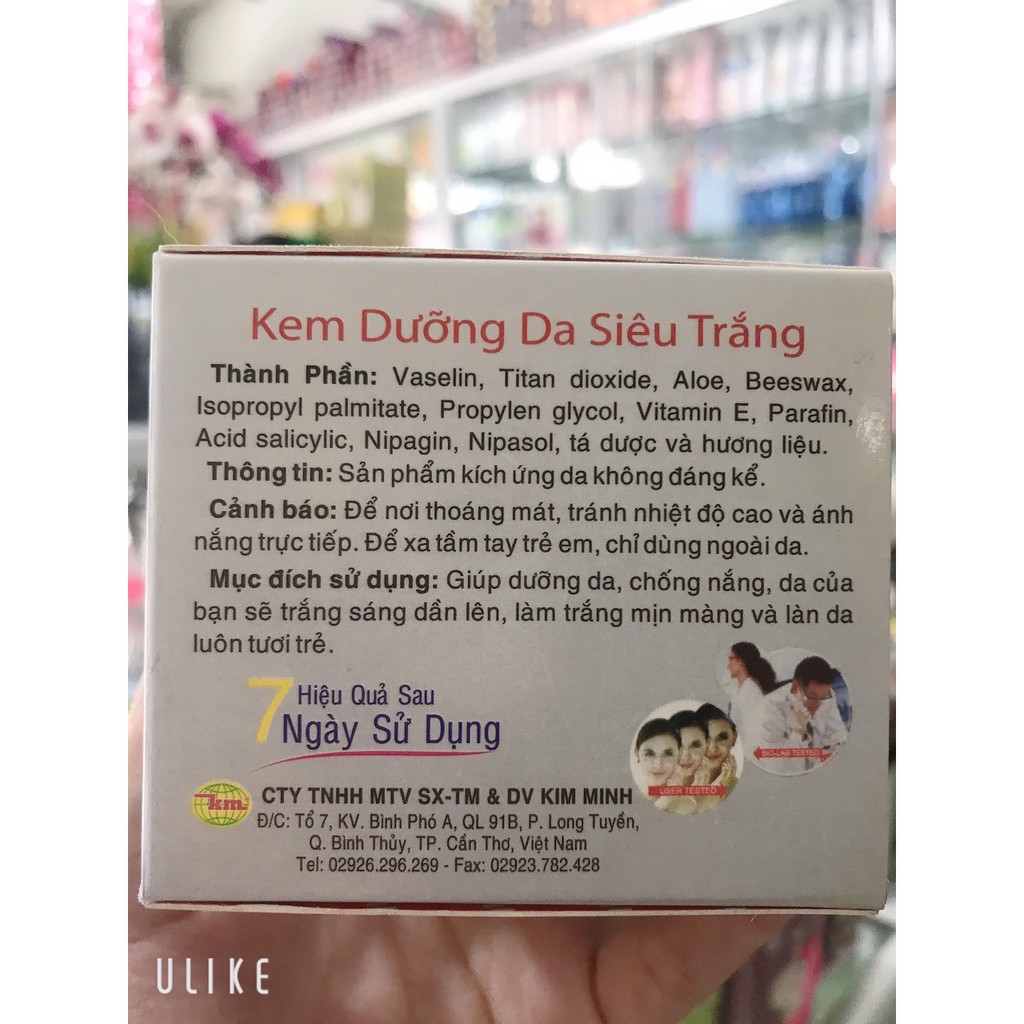 Kem Dưỡng Da Siêu Trắng
Thành Phần: Vaselin, Titan dioxide, Aloe, Beeswax,
Isopropyl palmitate, Propylen glycol, Vitamin E, Parafin,
Acid salicylic, Nipagin, Nipasol, tá dược và hương liệu.
Thông tin: Sản phẩm kích ứng da không đáng kể.
Cảnh báo: Để nơi thoáng mát, tránh nhiệt độ cao và ánh
nắng trực tiếp. Để xa tầm tay trẻ em, chỉ dùng ngoài da.
Mục đích sử dụng: Giúp dưỡng da, chống nắng, da của
bạn sẽ trắng sáng dần lên, làm trắng mịn màng và làn da
luôn tươi trẻ.
7 Hiệu Quả Sau
Ngày Sử Dụng
BIO-LAB TESTED
USER TESTED
km
CTY TNHH MTV SX-TM & DV KIM MINH
Đ/C: Tổ 7, KV. Bình Phó A, QL 91B, P. Long Tuyền,
Q. Bình Thủy, TP. Cần Thơ, Việt Nam
Tel: 02926.296.269 - Fax: 02923.782.428
ULIKE